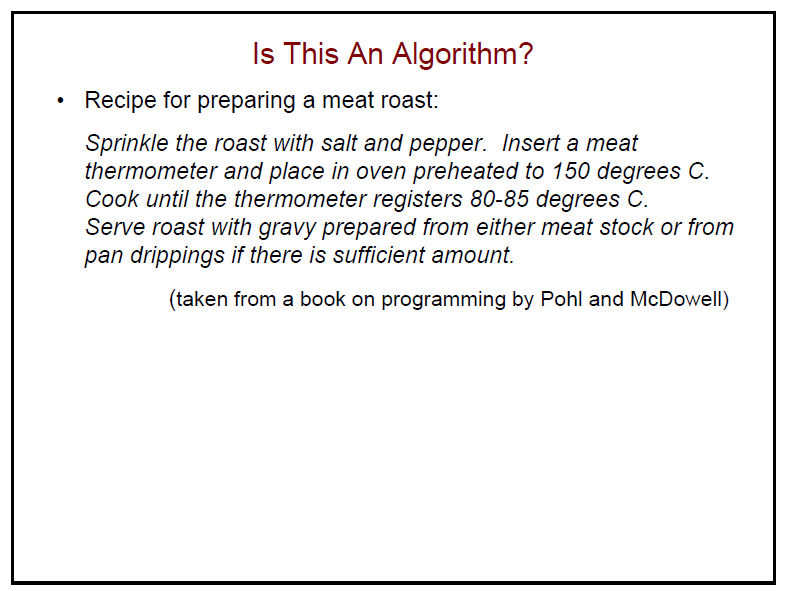 Is This An Algorithm?
• Recipe for preparing a meat roast:
Sprinkle the roast with salt and pepper.  Insert a meat
thermometer and place in oven preheated to 150 degrees C.
Cook until the thermometer registers 80-85 degrees C.
Serve roast with gravy prepared from either meat stock or from
pan drippings if there is sufficient amount.
(taken from a book on programming by Pohl and McDowell)